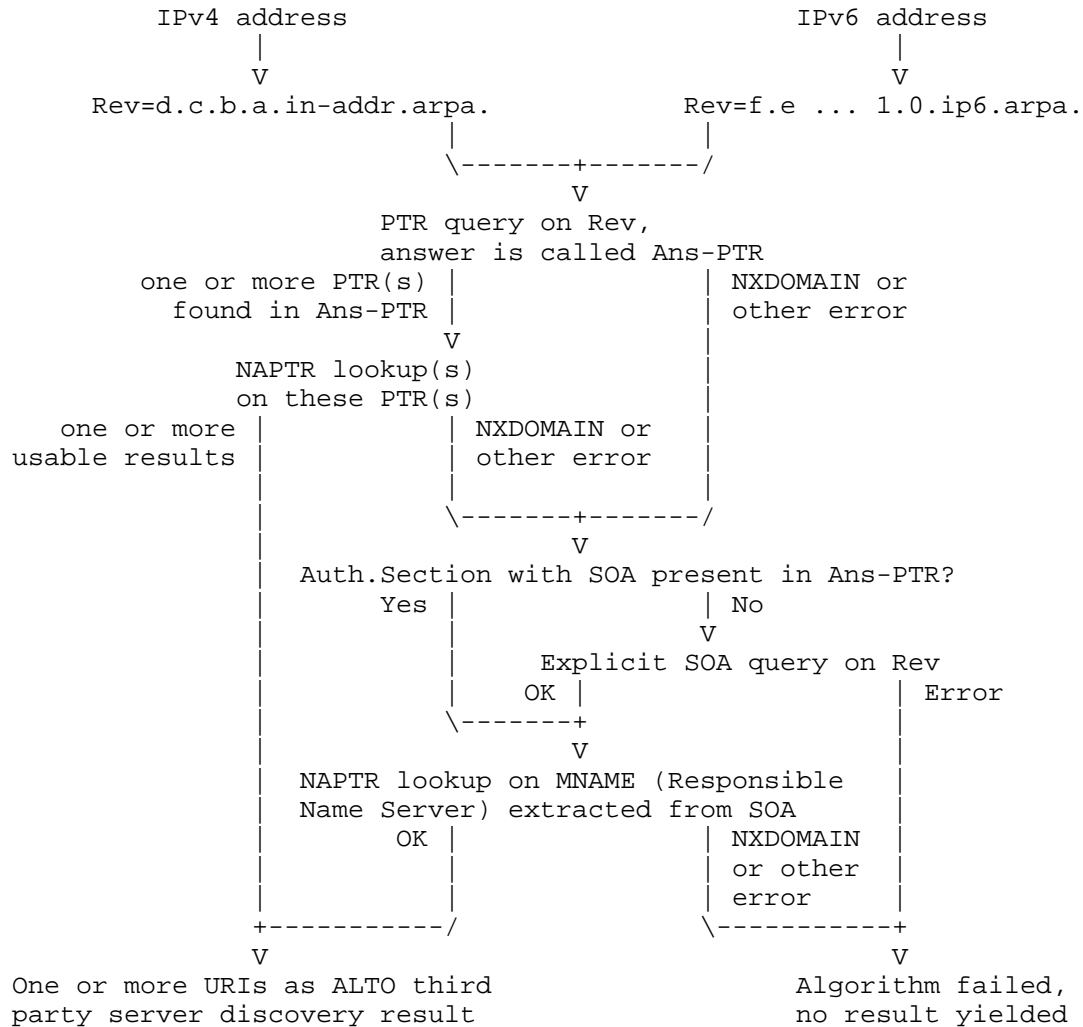 IPv4 address IPv6 address
| |
V V
Rev=d.c.b.a.in-addr.arpa. Rev=f.e ... 1.0.ip6.arpa.
| |
\-------+-------/
V
PTR query on Rev,
answer is called Ans-PTR
one or more PTR(s) | | NXDOMAIN or
found in Ans-PTR | | other error
V |
NAPTR lookup(s) |
on these PTR(s) |
one or more | | NXDOMAIN or |
usable results | | other error |
| | |
| \-------+-------/
| V
| Auth.Section with SOA present in Ans-PTR?
| Yes | | No
| | V
| | Explicit SOA query on Rev
| | OK | | Error
| \-------+ |
| V |
| NAPTR lookup on MNAME (Responsible |
| Name Server) extracted from SOA |
| OK | | NXDOMAIN |
| | | or other |
| | | error |
+-----------/ \-----------+
V V
One or more URIs as ALTO third Algorithm failed,
party server discovery result no result yielded